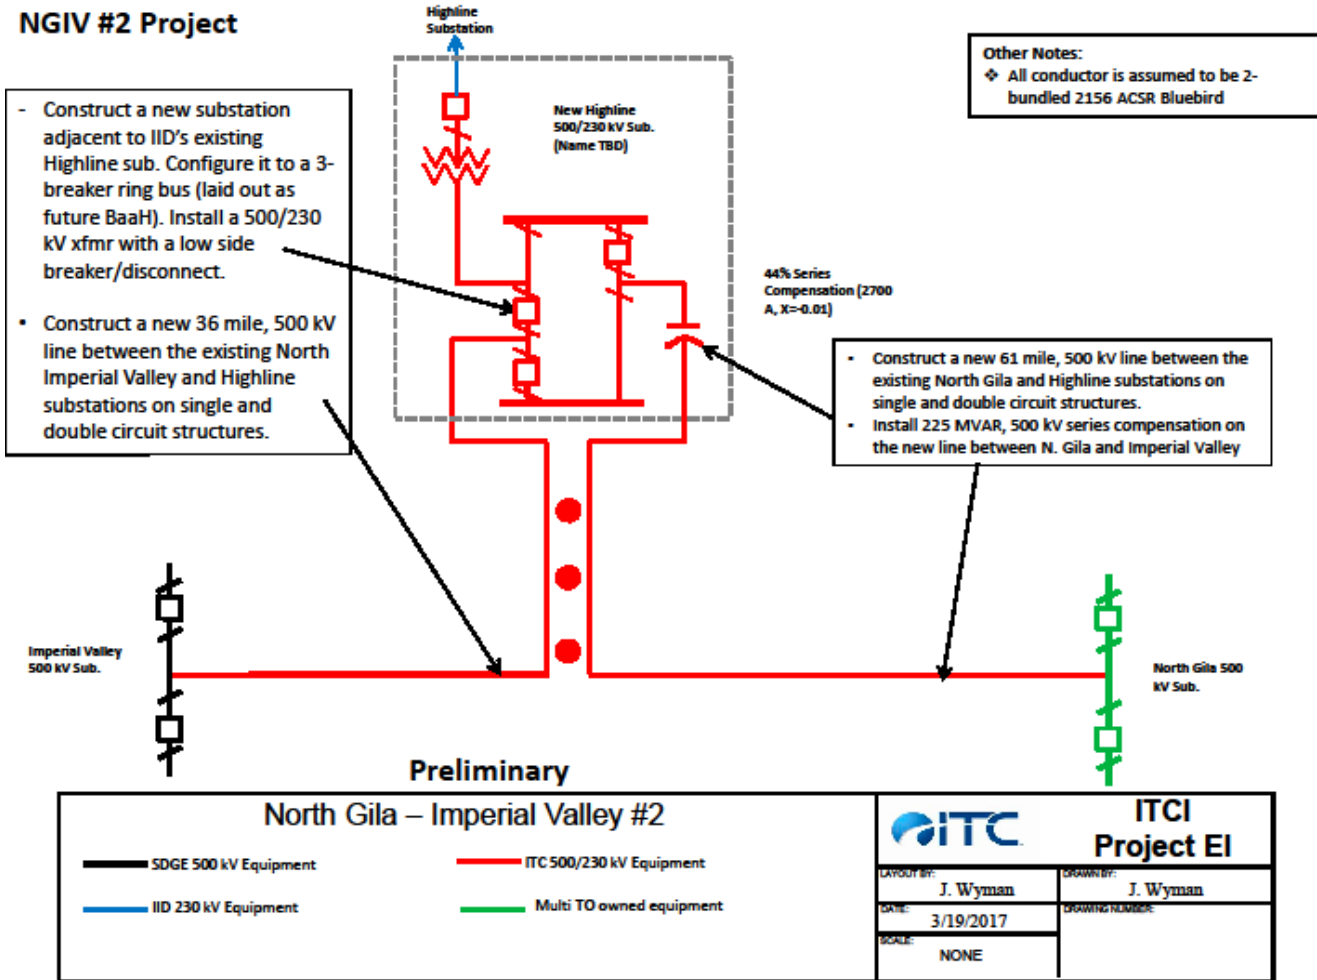 NGIV #2 Project
Highline
Substation
Other Notes:
❖ All conductor is assumed to be 2-
bundled 2156 ACSR Bluebird
- Construct a new substation
adjacent to IID's existing
Highline sub. Configure it to a 3-
breaker ring bus (laid out as
future BaaH). Install a 500/230
kV xfmr with a low side
breaker/disconnect.
• Construct a new 36 mile, 500 kV
line between the existing North
Imperial Valley and Highline
substations on single and
double circuit structures.
New Highline
500/230 kV Sub.
(Name TBD)
44% Series
Compensation (2700
A, X=-0.01)
• Construct a new 61 mile, 500 kV line between the
existing North Gila and Highline substations on
single and double circuit structures.
• Install 225 MVAR, 500 kV series compensation on
the new line between N. Gila and Imperial Valley
Imperial Valley
500 kV Sub.
North Gila 500
kV Sub.
Preliminary
North Gila – Imperial Valley #2
SDGE 500 kV Equipment
ITC 500/230 kV Equipment
IID 230 kV Equipment
Multi TO owned equipment
ITC
ITCI
Project EI
LAYOUT BY:
J. Wyman
DRAWN BY:
J. Wyman
DATE:
3/19/2017
DRAWING NUMBER:
SCALE:
NONE